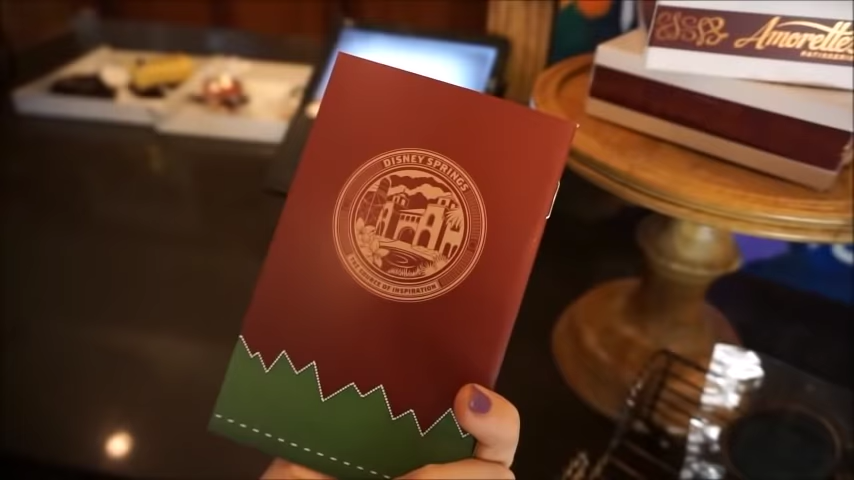 Amorette's
PATISSERIE
DISNEY SPRINGS
THE SOURCE OF INSPIRATION